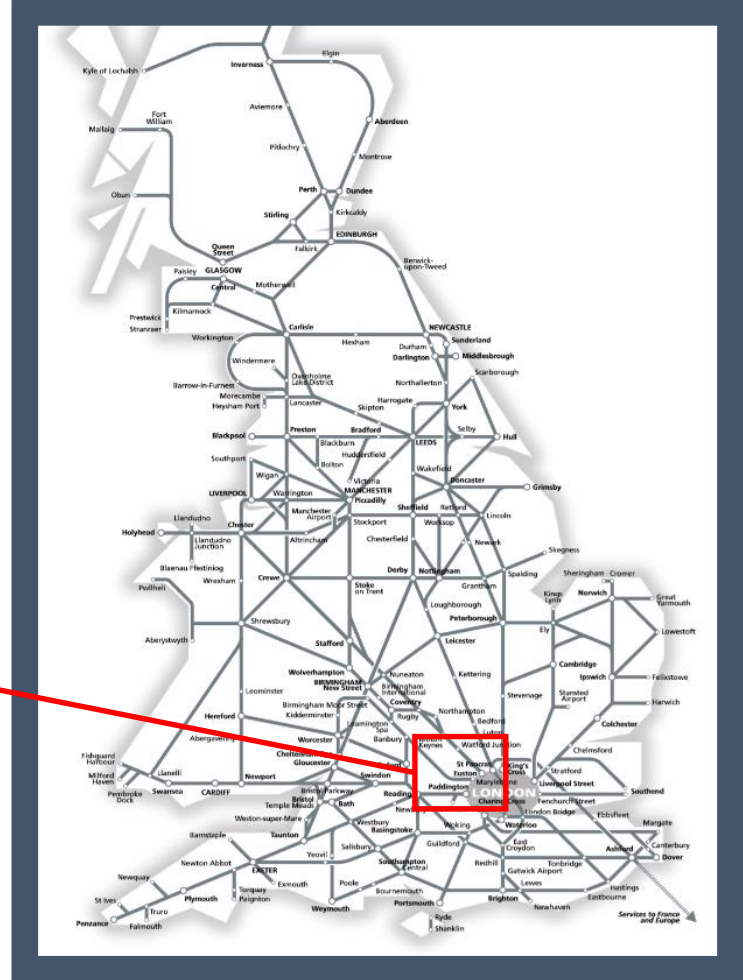 Elgin
Inverness
Kyle of Lochalsh
Aviemore
Fort
William
Aberdeen
Mallaig
Pitlochry
Montrose
Perth
Dundee
Oban
Kirkcaldy
Stirling
EDINBURGH
Queen
Street
Falkirk
Berwick-
upon-Tweed
Paisley
GLASGOW
Central
Motherwell
Kilmarnock
Prestwick
Stranraer
Carlisle
NEWCASTLE
Workington
Hexham
Sunderland
Durham
Darlington
Middlesbrough
Windermere
Scarborough
Oxenholme
Lake District
Barrow-in-Furness
Northallerton
Morecambe
Heysham Port
Lancaster
Harrogate
York
Skipton
Blackpool
Preston
Bradford
Selby
Hull
Blackburn
LEEDS
Southport
Huddersfield
Bolton
Wakefield
Wigan
Victoria
Doncaster
Grimsby
LIVERPOOL
Warrington
MANCHESTER
Piccadilly
Manchester
Airport
Sheffield
Retford
Lincoln
Llandudno
Chester
Stockport
Worksop
Holyhead
Llandudno
Junction
Altrincham
Chesterfield
Newark
Skegness
Blaenau Ffestiniog
Wrexham
Crewe
Derby
Nottingham
Spalding
Sheringham
Cromer
Pwllheli
Stoke
on Trent
Grantham
Kings
Lynn
Norwich
Great
Yarmouth
Loughborough
Peterborough
Shrewsbury
Ely
Lowestoft
Aberystwyth
Stafford
Leicester
Cambridge
Wolverhampton
Nuneaton
Kettering
Ipswich
Felixstowe
BIRMINGHAM
New Street
Birmingham
International
Stansted
Airport
Leominster
Stevenage
Harwich
Birmingham Moor Street
Coventry
Northampton
Kidderminster
Rugby
Hereford
Leamington
Spa
Bedford
Colchester
Abergavenny
Worcester
Banbury
Keynes
Luton
Watford Junction
Chelmsford
Fishguard
Harbour
Gloucester
St Pancras
King's
Cross
Milford
Haven
Llanelli
Newport
Swindon
Euston
Stratford
Pembroke
Dock
Swansea
CARDIFF
Bristol Parkway
Paddington
Marylebone
Liverpool Street
Southend
Bristol
Temple Meads
Bath
Reading
LONDON
Charing Cross
Fenchurch Street
London Bridge
Ebbsfleet
Weston-super-Mare
Westbury
Basingstoke
Woking
Waterloo
Margate
Barnstaple
Taunton
Salisbury
Guildford
East
Croydon
Canterbury
Newton Abbot
Yeovil
Southampton
Central
Redhill
Tonbridge
Ashford
Dover
Gatwick Airport
Newquay
EXETER
Exmouth
Poole
Bournemouth
Lewes
Hastings
St Ives
Plymouth
Torquay
Paignton
Weymouth
Portsmouth
Brighton
Newhaven
Eastbourne
Truro
Penzance
Falmouth
Ryde
Shanklin
Services to France
and Europe